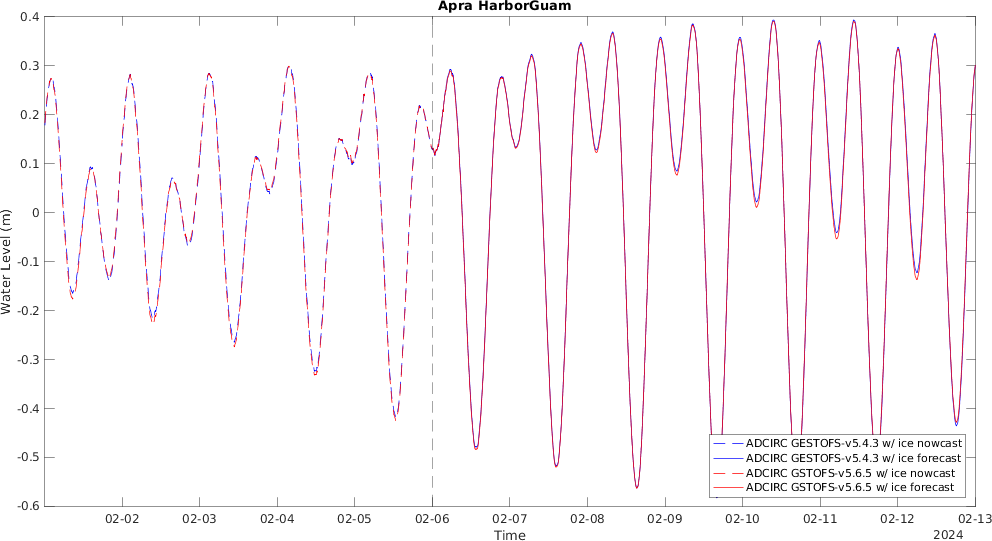 Apra HarborGuam
0.4
0.3
0.2
0.1
0
-0.1
-0.2
-0.3
-0.4
-0.5
-0.6
Water Level (m)
ADCIRC GESTOFS-v5.4.3 w/ ice nowcast
ADCIRC GESTOFS-v5.4.3 w/ ice forecast
ADCIRC GSTOFS-v5.6.5 w/ ice nowcast
ADCIRC GSTOFS-v5.6.5 w/ ice forecast
02-02 02-03 02-04 02-05 02-06 02-07 02-08 02-09 02-10 02-11 02-12 02-13
Time
2024